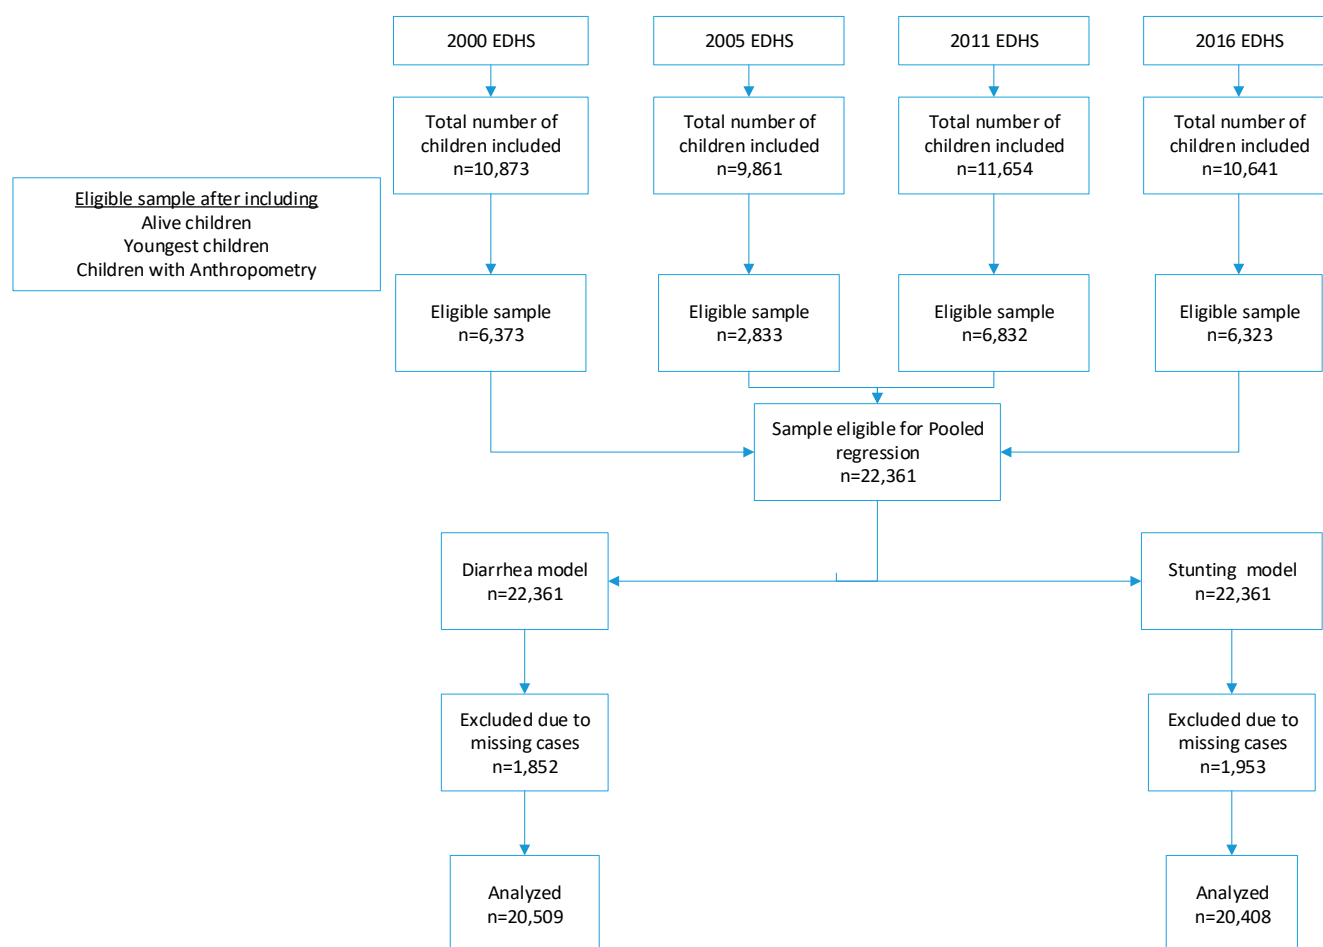 2000 EDHS
2005 EDHS
2011 EDHS
2016 EDHS
Total number of
children included
n=10,873
Total number of
children included
n=9,861
Total number of
children included
n=11,654
Total number of
children included
n=10,641
Eligible sample after including
Alive children
Youngest children
Children with Anthropometry
Eligible sample
n=6,373
Eligible sample
n=2,833
Eligible sample
n=6,832
Eligible sample
n=6,323
Sample eligible for Pooled
regression
n=22,361
Diarrhea model
n=22,361
Stunting  model
n=22,361
Excluded due to
missing cases
n=1,852
Excluded due to
missing cases
n=1,953
Analyzed
n=20,509
Analyzed
n=20,408